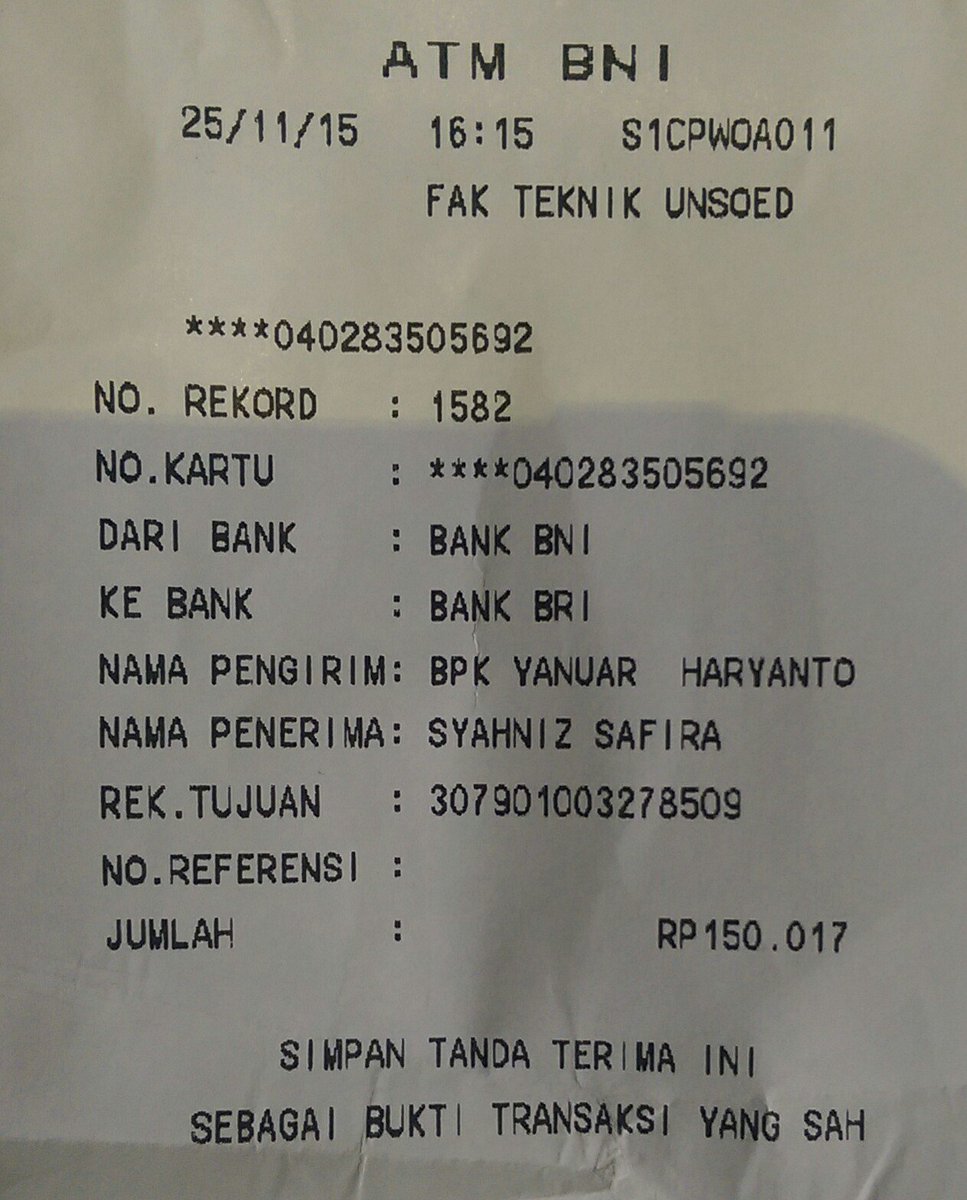 ATM BNI
25/11/15 16:15 S1CPWOA011
FAK TEKNIK UNSOED
****040283505692
NO. REKORD : 1582
NO.KARTU : ****040283505692
DARI BANK : BANK BNI
KE BANK : BANK BRI
NAMA PENGIRIM: BPK YANUAR HARYANTO
NAMA PENERIMA: SYAHNIZ SAFIRA
REK.TUJUAN : 307901003278509
NO.REFERENSI :
JUMLAH : RP150.017
SIMPAN TANDA TERIMA INI
SEBAGAI BUKTI TRANSAKSI YANG SAH